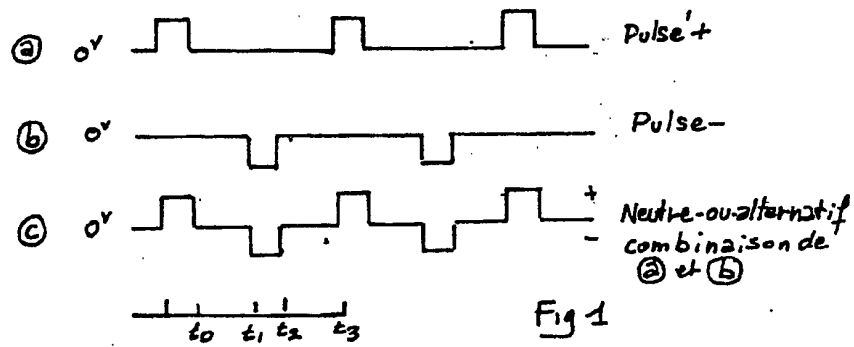 ⓐ 0ᵛ Pulse'+
ⓑ 0ᵛ Pulse-
ⓒ 0ᵛ + Neutre-ou-alternatif
- combinaison de
ⓐ et ⓑ
t0 t1 t2 t3 Fig 1